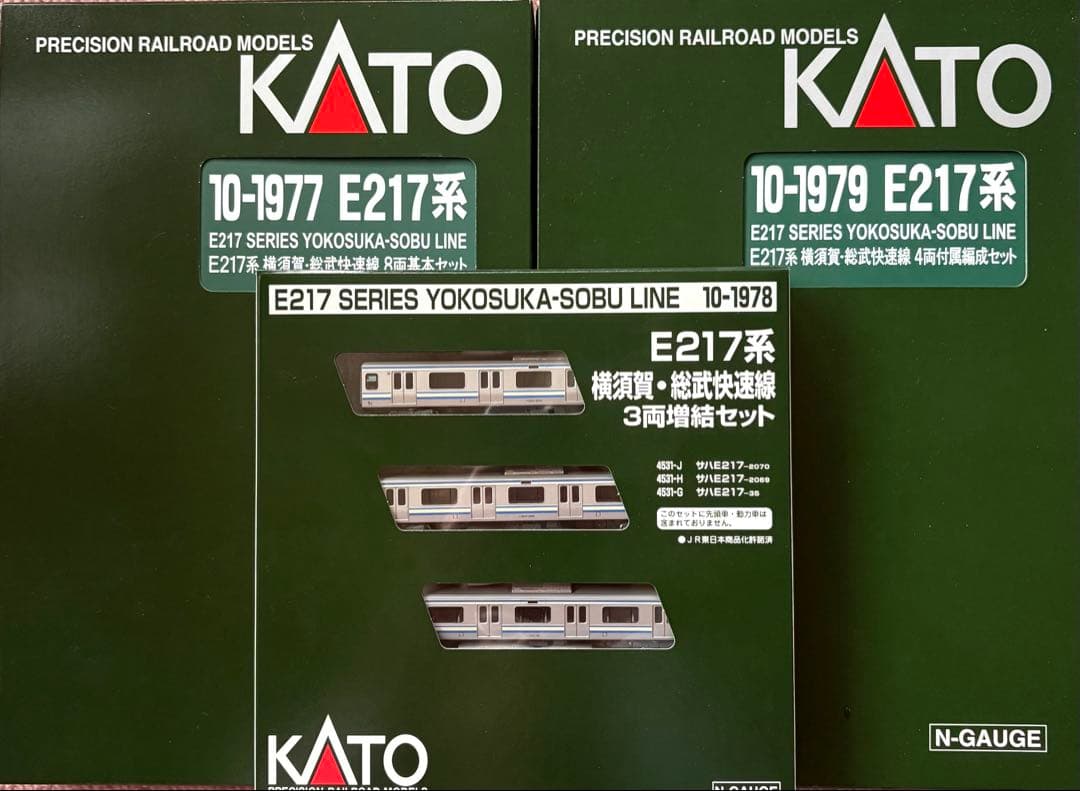 PRECISION RAILROAD MODELS
KATO
10-1977 E217系
E217 SERIES YOKOSUKA-SOBU LINE
E217系 横須賀・総武快速線 8両基本セット
PRECISION RAILROAD MODELS
KATO
10-1979 E217系
E217 SERIES YOKOSUKA-SOBU LINE
E217系 横須賀・総武快速線 4両付属編成セット
E217 SERIES YOKOSUKA-SOBU LINE 10-1978
E217系
横須賀・総武快速線
3両増結セット
4531-J サハE217-2070
4531-H サハE217-2069
4531-G サハE217-35
このセットに先頭車・動力車は
含まれておりません。
●JR東日本商品化許諾済
KATO
PRECISION RAILROAD MODELS
N-GAUGE
N-GAUGE